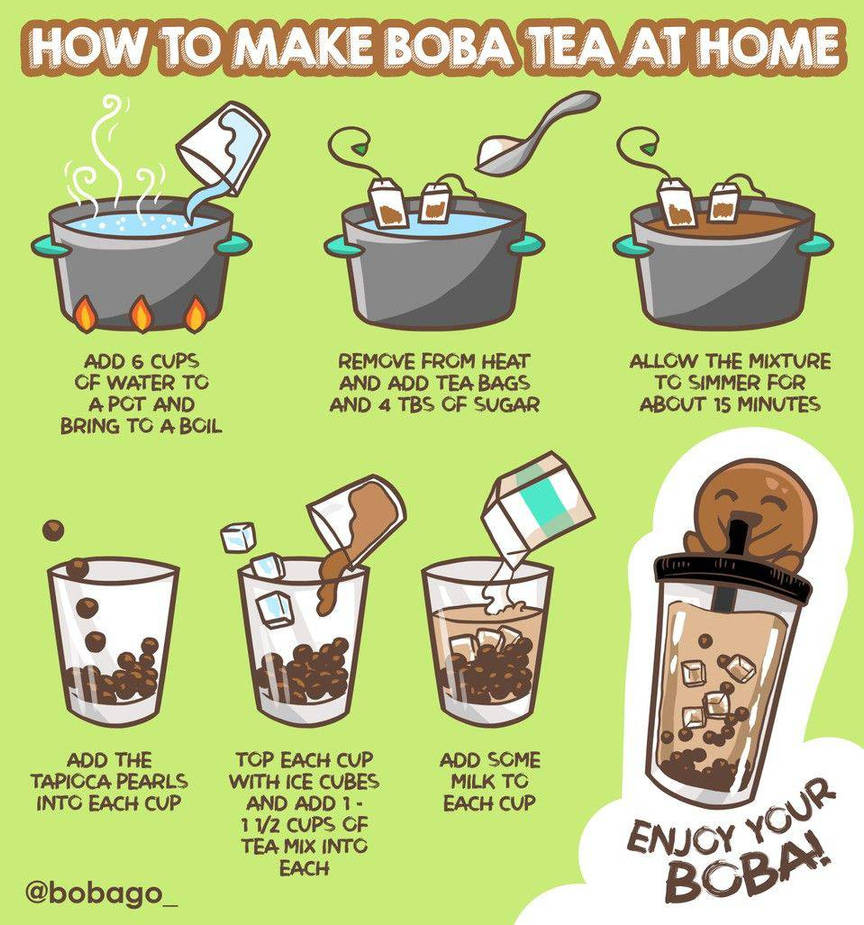 HOW TO MAKE BOBA TEA AT HOME
ADD 6 CUPS
OF WATER TO
A POT AND
BRING TO A BOIL
REMOVE FROM HEAT
AND ADD TEA BAGS
AND 4 TBS OF SUGAR
ALLOW THE MIXTURE
TO SIMMER FOR
ABOUT 15 MINUTES
ADD THE
TAPIOCA PEARLS
INTO EACH CUP
TOP EACH CUP
WITH ICE CUBES
AND ADD 1 -
1 1/2 CUPS OF
TEA MIX INTO
EACH
ADD SOME
MILK TO
EACH CUP
ENJOY YOUR
BOBA!
@bobago_